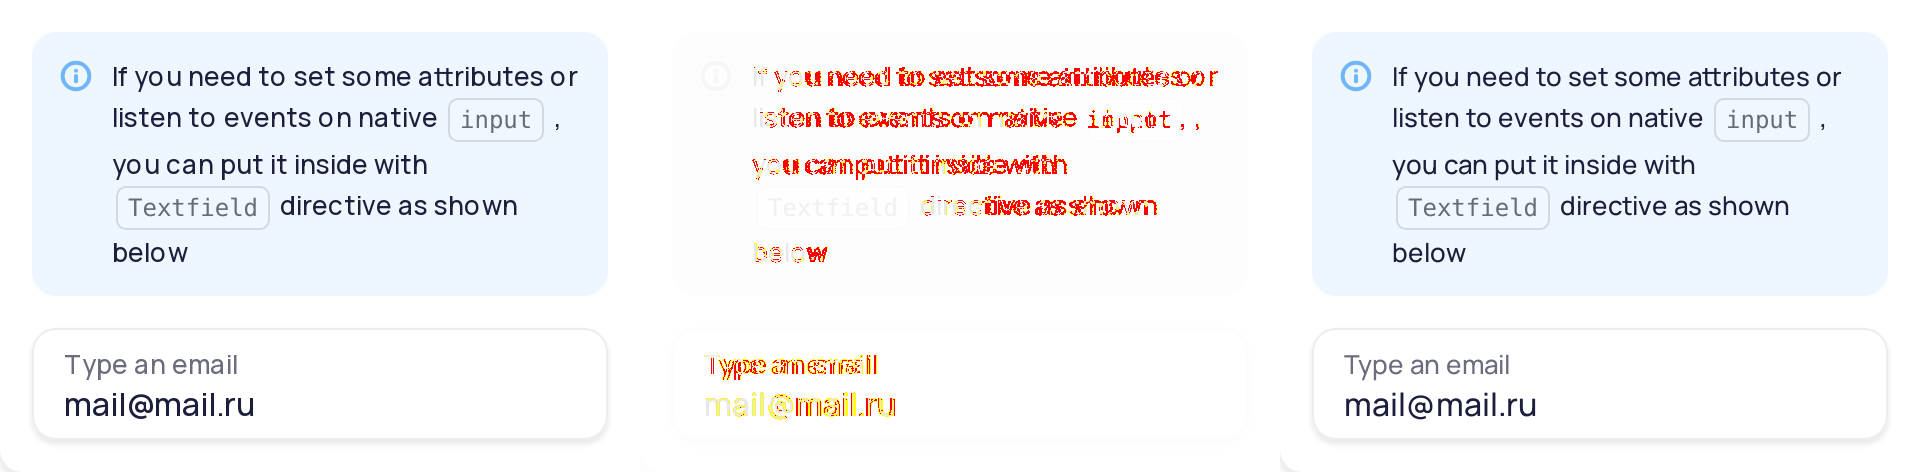 If you need to set some attributes or
listen to events on native input ,
you can put it inside with
Textfield directive as shown
below
Type an email
mail@mail.ru
If you need to set some attributes or
listen to events on native input ,
you can put it inside with
Textfield directive as shown
below
Type an email
mail@mail.ru
If you need to set some attributes or
listen to events on native input ,
you can put it inside with
Textfield directive as shown
below
Type an email
mail@mail.ru